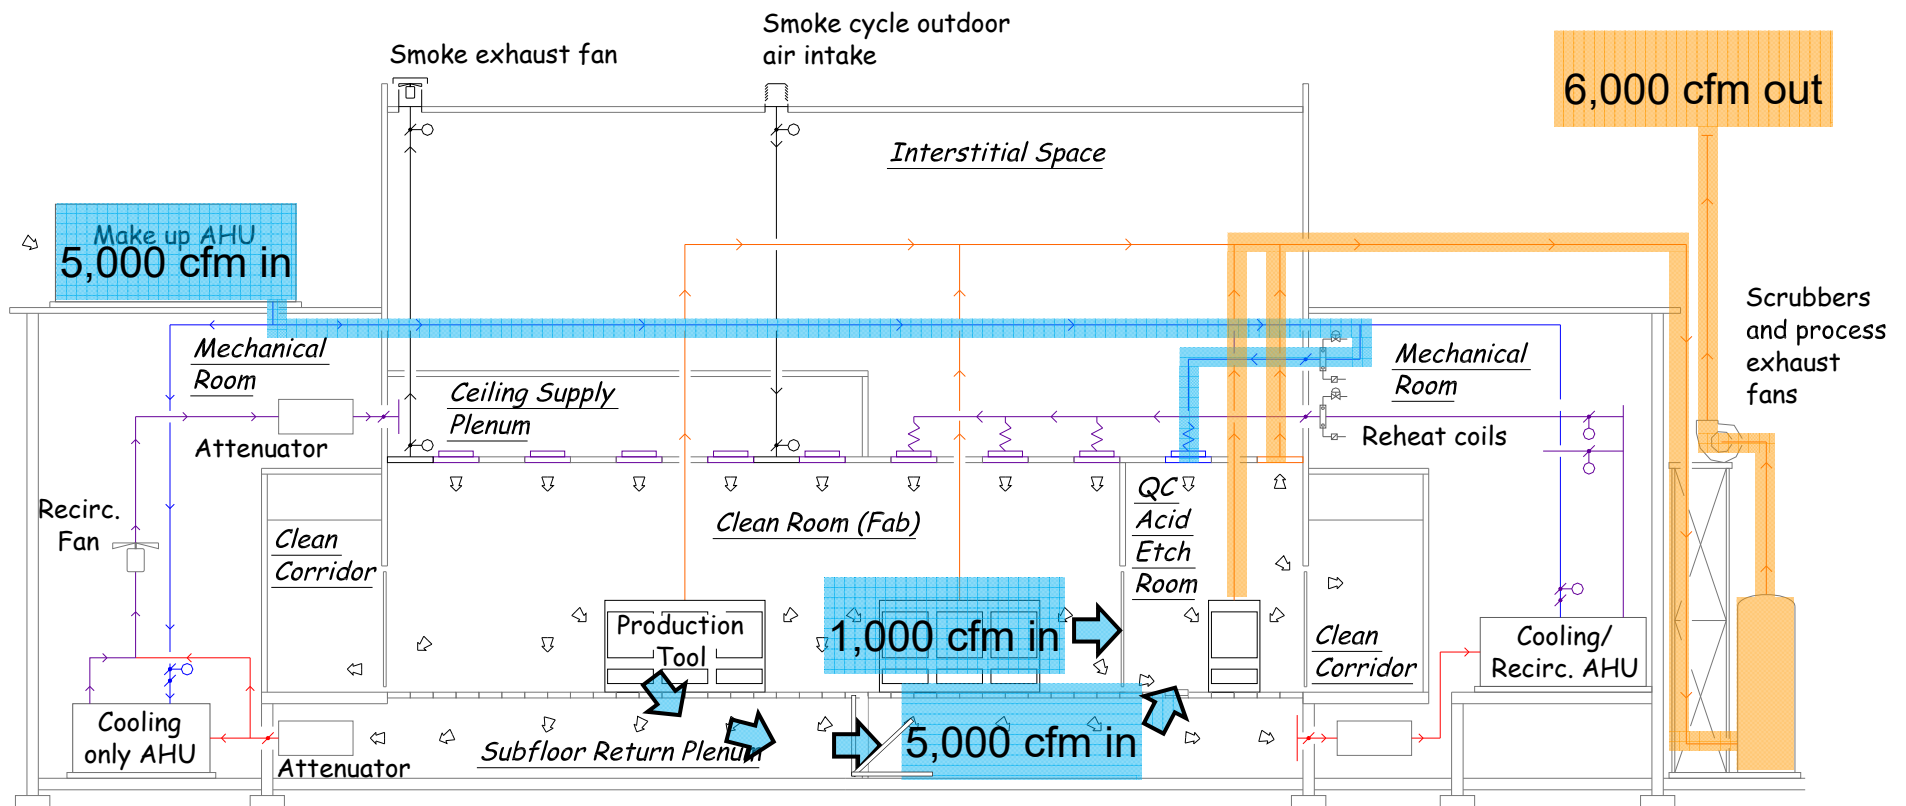 Smoke cycle outdoor
air intake
Smoke exhaust fan
6,000 cfm out
Interstitial Space
Make up AHU
5,000 cfm in
Scrubbers
and process
exhaust
fans
Mechanical
Room
Mechanical
Room
Ceiling Supply
Plenum
Attenuator
Reheat coils
Recirc.
Fan
Clean Room (Fab)
QC
Acid
Etch
Room
Clean
Corridor
Production
Tool
1,000 cfm in
Clean
Corridor
Cooling/
Recirc. AHU
Cooling
only AHU
Subfloor Return Plenum
5,000 cfm in
Attenuator